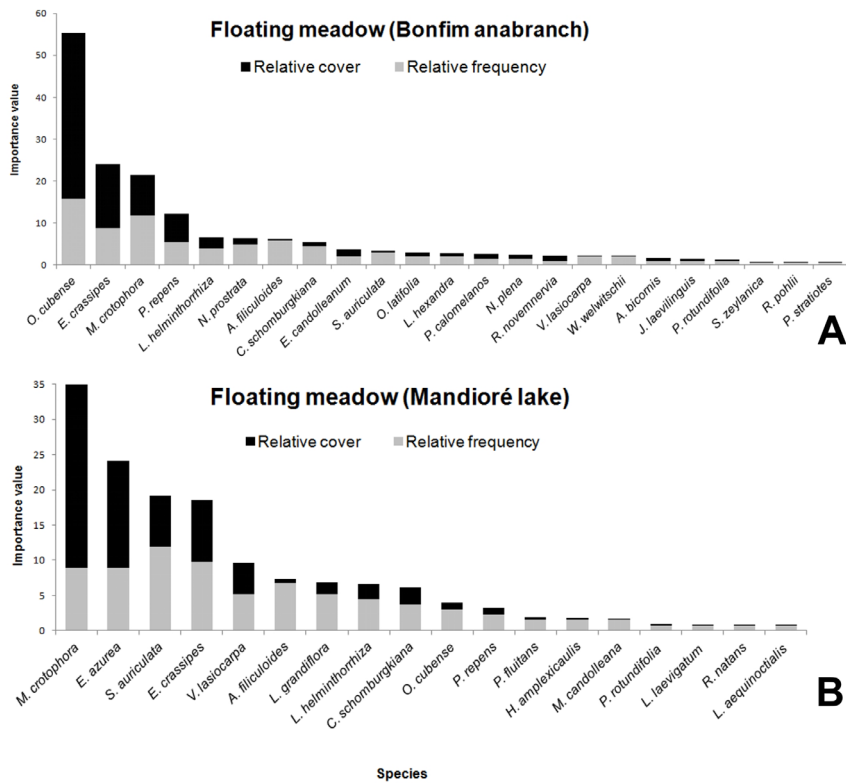 Floating meadow (Bonfim anabranch)
Relative cover Relative frequency
Importance value
60
50
40
30
20
10
0
O. cubense
E. crassipes
M. crotophora
P. repens
L. helminthorrhiza
N. prostrata
A. filiculoides
C. schomburgkiana
E. candolleanum
S. auriculata
O. latifolia
L. hexandra
P. calomelanos
N. plena
R. novemnervia
V. lasiocarpa
W. welwitschii
A. bicornis
J. laevilinguis
P. rotundifolia
S. zeylanica
R. pohlii
P. stratiotes
A
Floating meadow (Mandioré lake)
Relative cover Relative frequency
Importance value
35
30
25
20
15
10
5
0
M. crotophora
E. azurea
S. auriculata
E. crassipes
V. lasiocarpa
A. filiculoides
L. grandiflora
L. helminthorrhiza
C. schomburgkiana
O. cubense
P. repens
P. fluitans
H. amplexicaulis
M. candolleana
P. rotundifolia
L. laevigatum
R. natans
L. aequinoctialis
B
Species